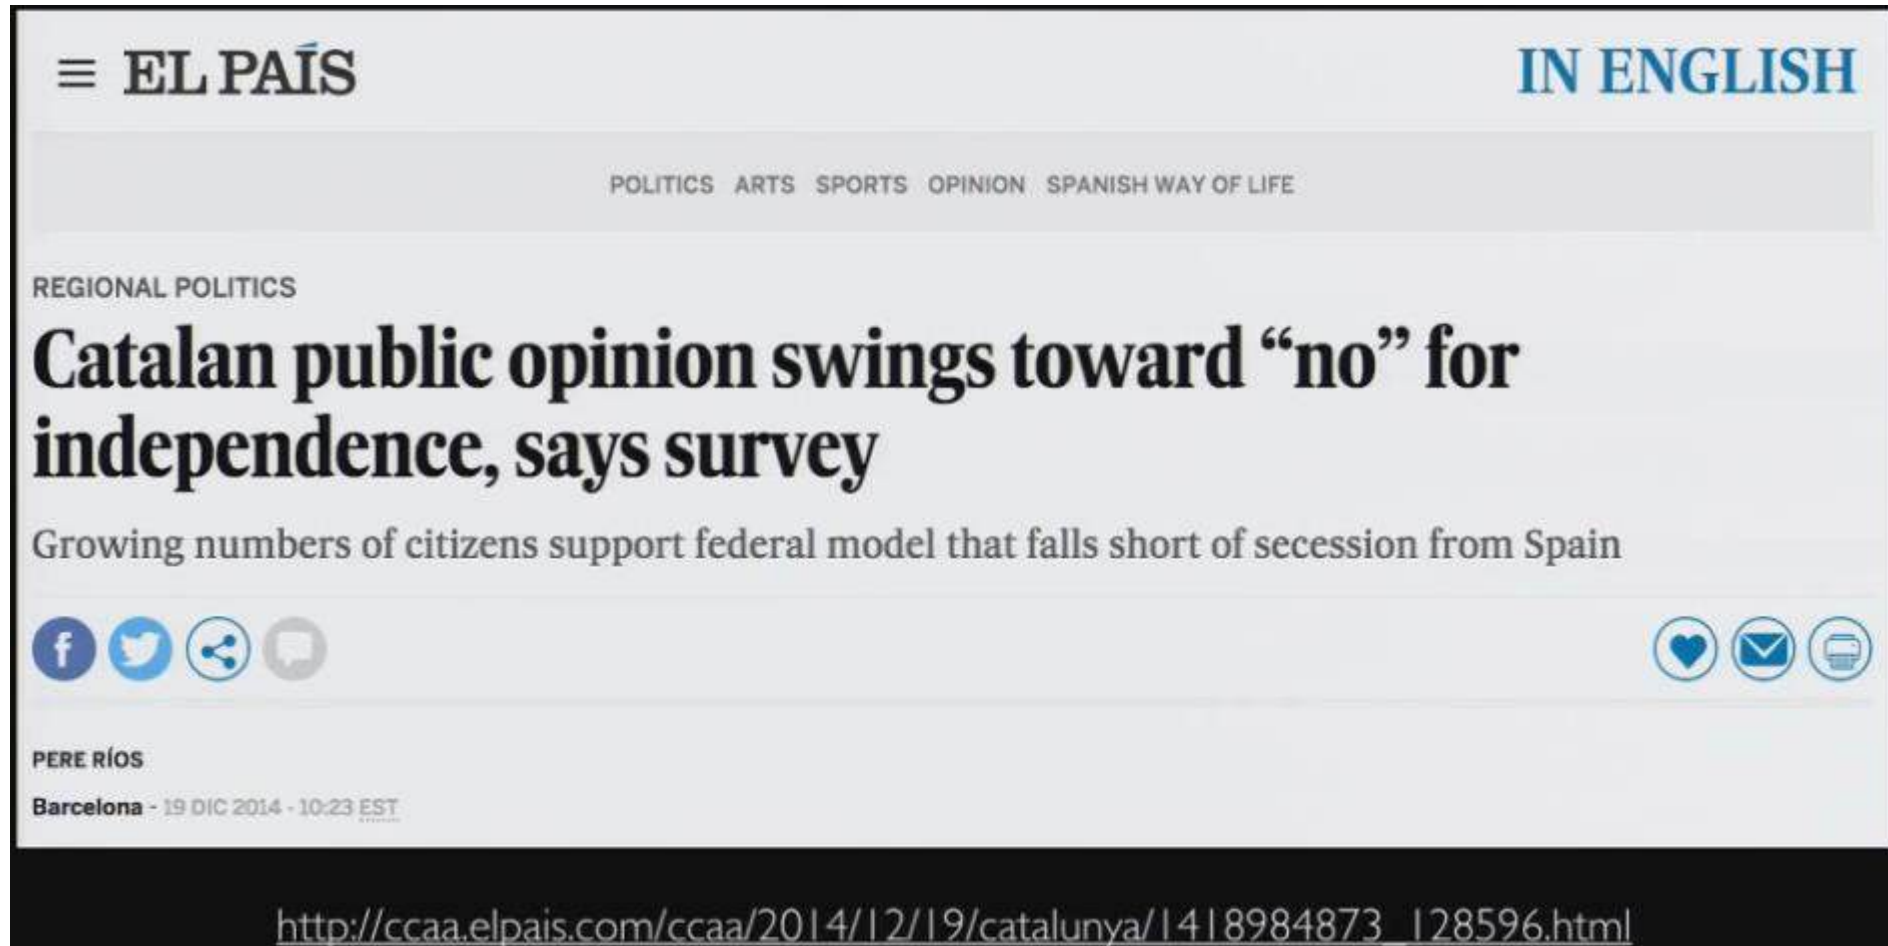 EL PAÍS
IN ENGLISH
POLITICS ARTS SPORTS OPINION SPANISH WAY OF LIFE
REGIONAL POLITICS
Catalan public opinion swings toward “no” for
independence, says survey
Growing numbers of citizens support federal model that falls short of secession from Spain
PERE RÍOS
Barcelona - 19 DIC 2014 - 10:23 EST
http://ccaa.elpais.com/ccaa/2014/12/19/catalunya/1418984873_128596.html